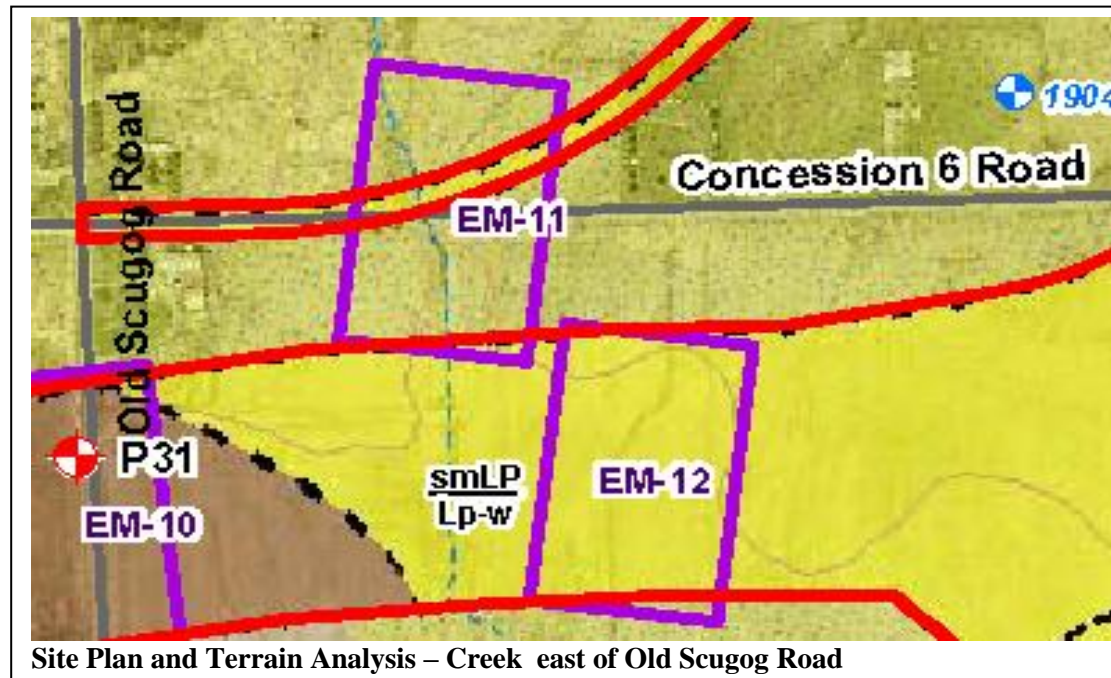 1904
Concession 6 Road
Old Scugog Road
EM-11
P31
smLP
Lp-w
EM-12
EM-10
Site Plan and Terrain Analysis – Creek east of Old Scugog Road